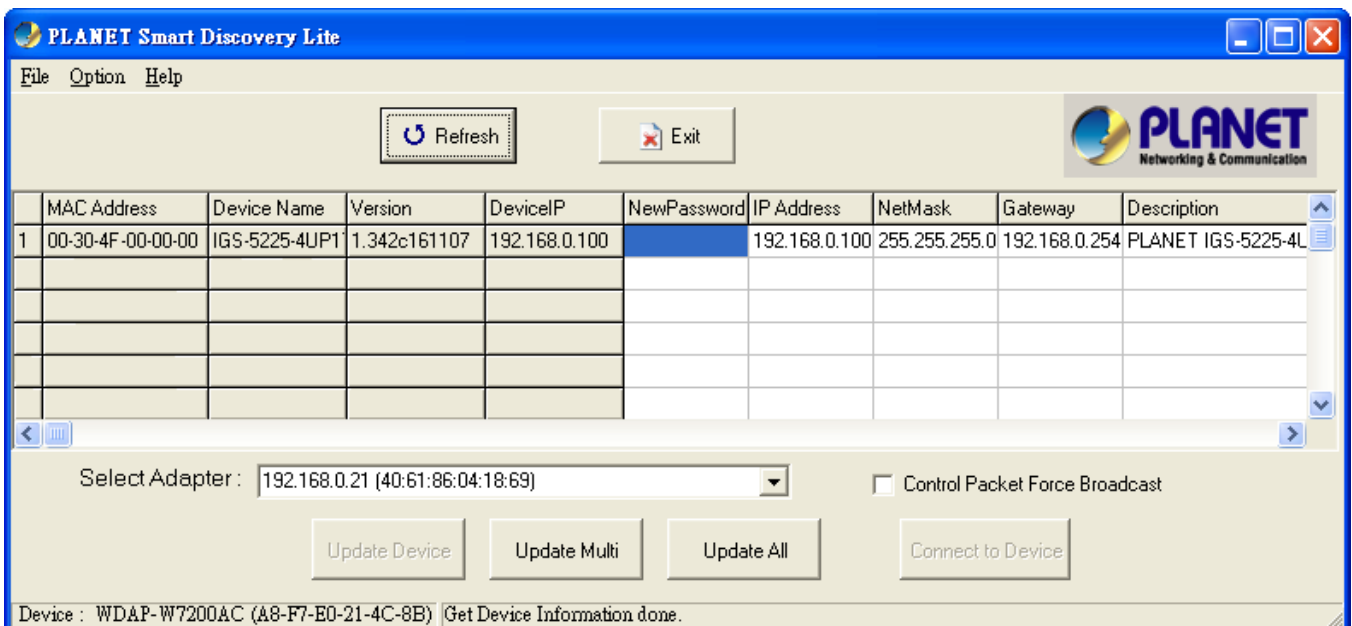 PLANET Smart Discovery Lite
File Option Help
Refresh
Exit
PLANET
Networking & Communication
MAC Address Device Name Version DeviceIP NewPassword IP Address NetMask Gateway Description
1 00-30-4F-00-00-00 IGS-5225-4UP1 1.342c161107 192.168.0.100 192.168.0.100 255.255.255.0 192.168.0.254 PLANET IGS-5225-4U
Select Adapter : 192.168.0.21 (40:61:86:04:18:69)
Control Packet Force Broadcast
Update Device Update Multi Update All Connect to Device
Device : WDAP-W7200AC (A8-F7-E0-21-4C-8B) Get Device Information done.